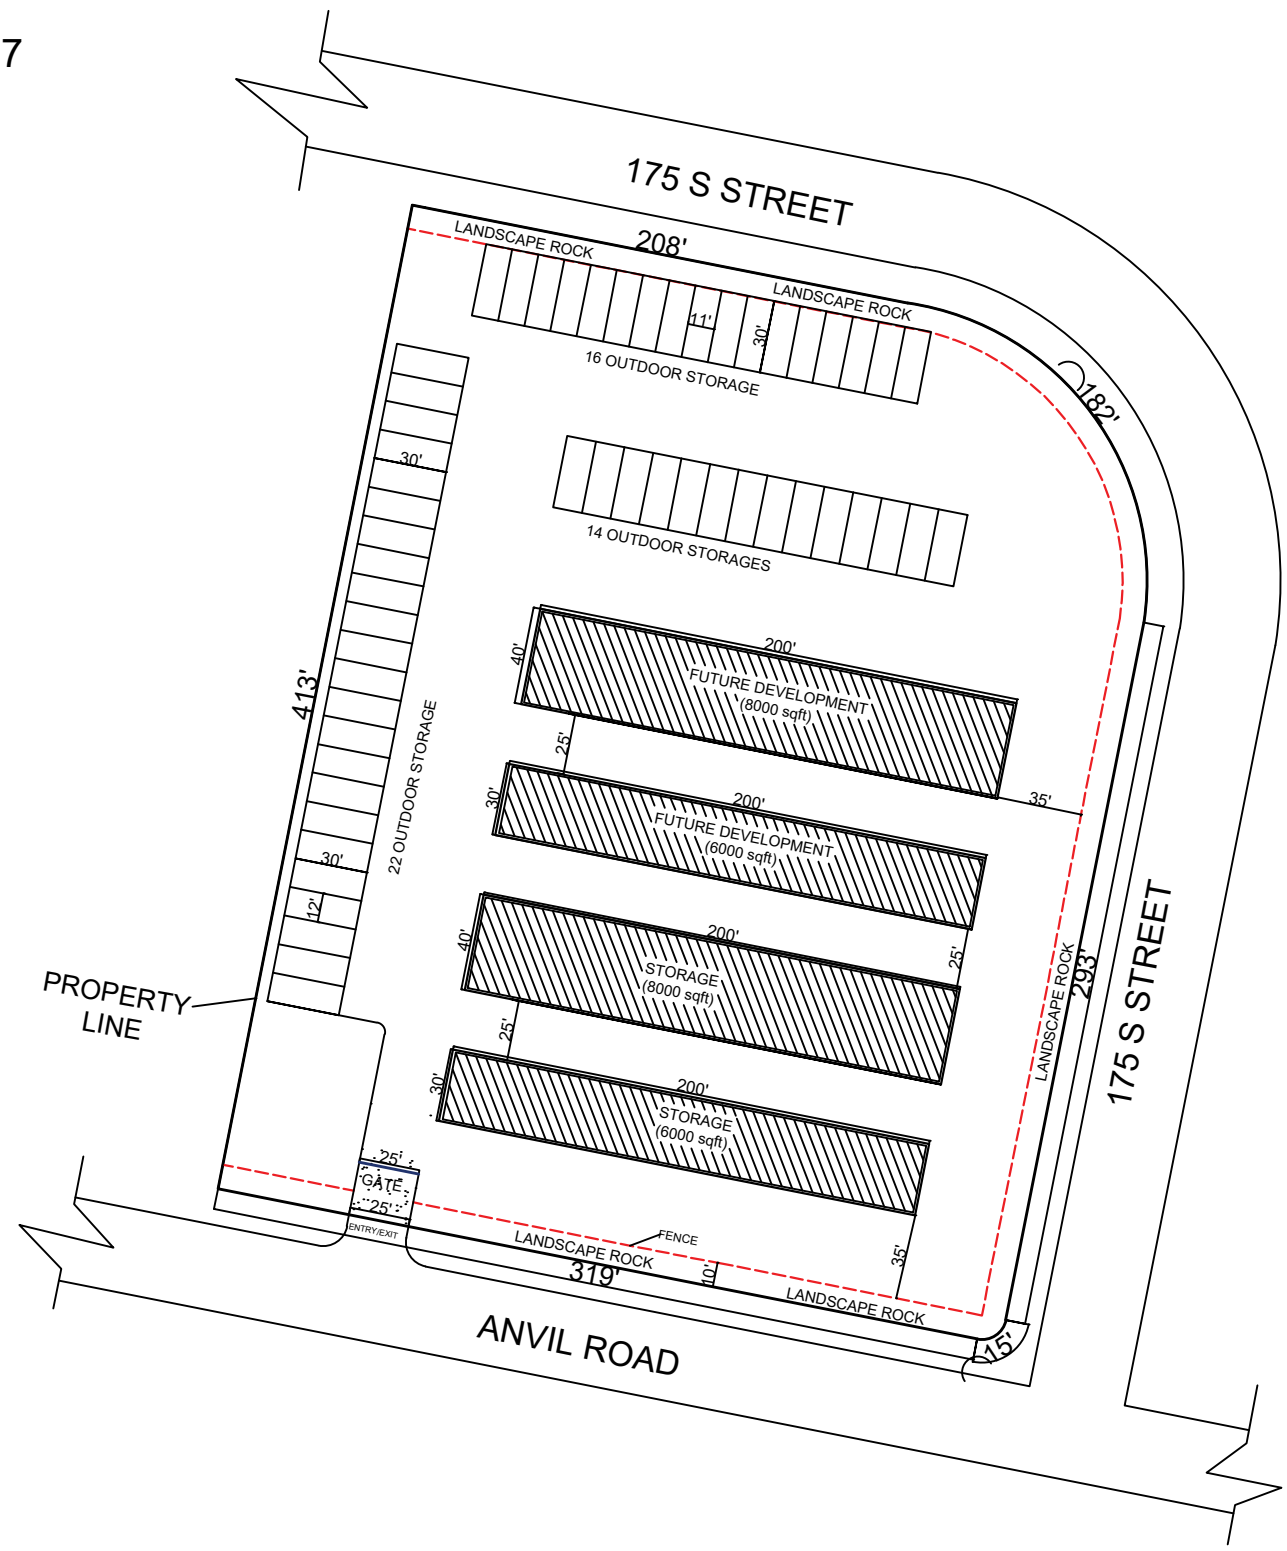 7
175 S STREET
LANDSCAPE ROCK
208'
LANDSCAPE ROCK
11'
30'
16 OUTDOOR STORAGE
182'
30'
14 OUTDOOR STORAGES
413'
200'
40'
FUTURE DEVELOPMENT
(8000 sqft)
25'
35'
22 OUTDOOR STORAGE
200'
30'
FUTURE DEVELOPMENT
(6000 sqft)
30'
12'
200'
40'
STORAGE
(8000 sqft)
25'
LANDSCAPE ROCK
293'
175 S STREET
PROPERTY
LINE
25'
200'
30'
STORAGE
(6000 sqft)
25'
GATE
25'
ENTRY/EXIT
FENCE
LANDSCAPE ROCK
319'
10'
35'
LANDSCAPE ROCK
15'
ANVIL ROAD